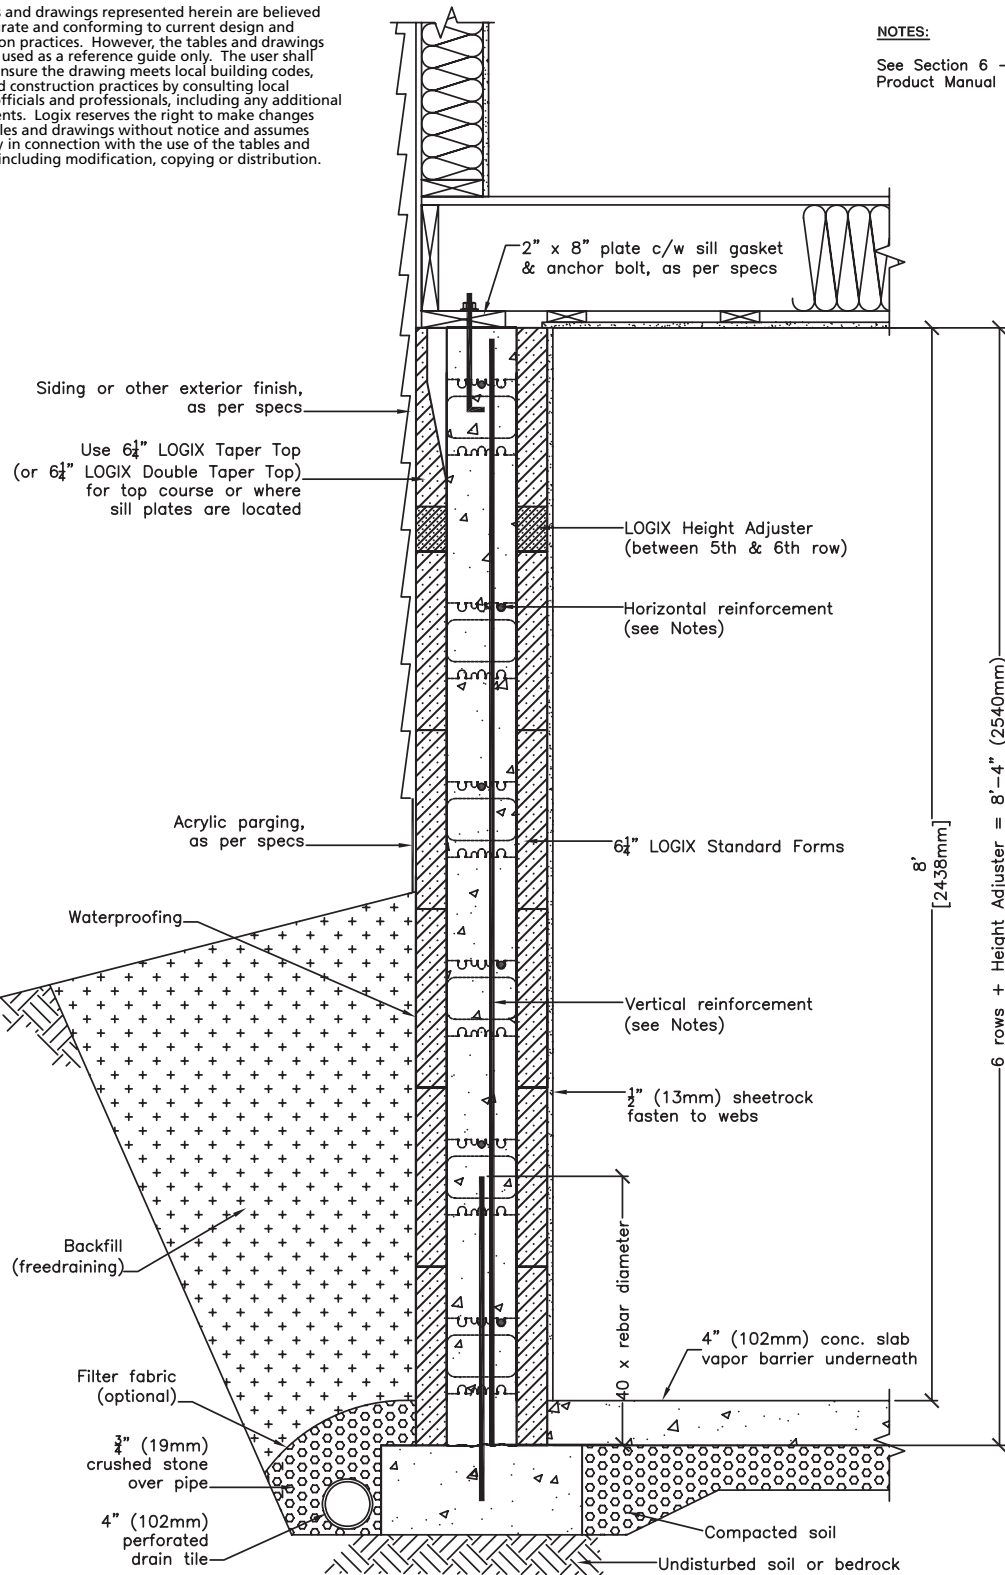 s and drawings represented herein are believed
urate and conforming to current design and
on practices. However, the tables and drawings
used as a reference guide only. The user shall
nsure the drawing meets local building codes,
d construction practices by consulting local
fficials and professionals, including any additional
ents. Logix reserves the right to make changes
les and drawings without notice and assumes
y in connection with the use of the tables and
including modification, copying or distribution.
NOTES:
See Section 6 -
Product Manual
2" x 8" plate c/w sill gasket
& anchor bolt, as per specs
Siding or other exterior finish,
as per specs
Use 6¼" LOGIX Taper Top
(or 6¼" LOGIX Double Taper Top)
for top course or where
sill plates are located
LOGIX Height Adjuster
(between 5th & 6th row)
Horizontal reinforcement
(see Notes)
Acrylic parging,
as per specs
6¼" LOGIX Standard Forms
8'
[2438mm]
6 rows + Height Adjuster = 8'-4" (2540mm)
Waterproofing
Vertical reinforcement
(see Notes)
½" (13mm) sheetrock
fasten to webs
Backfill
(freedraining)
40 x rebar diameter
4" (102mm) conc. slab
vapor barrier underneath
Filter fabric
(optional)
¾" (19mm)
crushed stone
over pipe
4" (102mm)
perforated
drain tile
Compacted soil
Undisturbed soil or bedrock